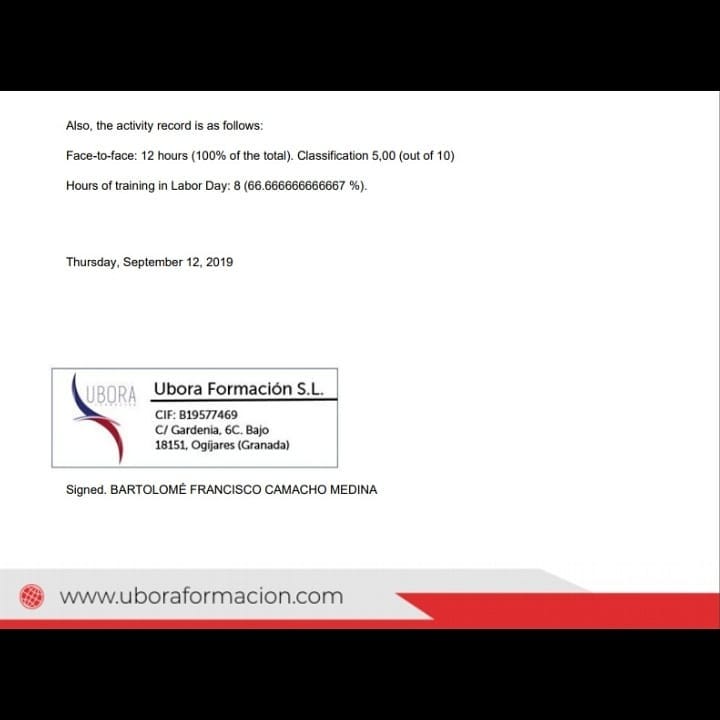 Also, the activity record is as follows:
Face-to-face: 12 hours (100% of the total). Classification 5,00 (out of 10)
Hours of training in Labor Day: 8 (66.666666666667 %).
Thursday, September 12, 2019
UBORA
Ubora Formación S.L.
CIF: B19577469
C/ Gardenia, 6C. Bajo
18151, Ogíjares (Granada)
Signed. BARTOLOMÉ FRANCISCO CAMACHO MEDINA
www.uboraformacion.com